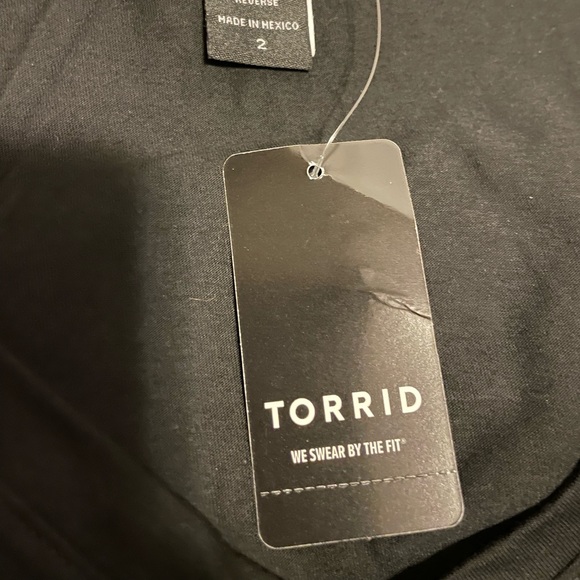 REVERSE
MADE IN MEXICO
2
TORRID
WE SWEAR BY THE FIT®